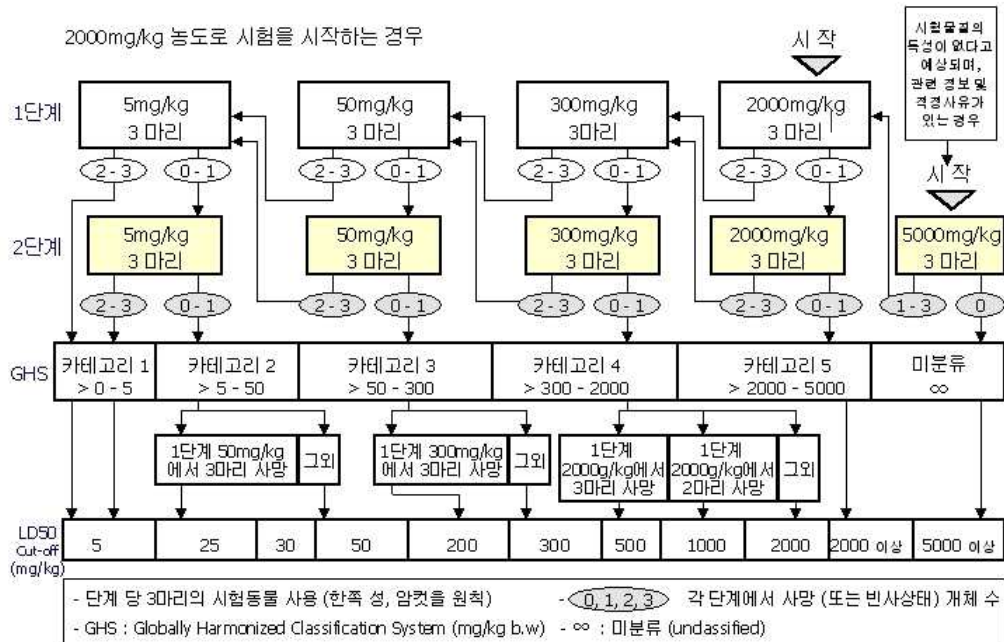 2000mg/kg 농도로 시험을 시작하는 경우
시 작
시험물질의
독성이 없다고
예상되며,
관련 정보 및
적정사유가
있는 경우
1단계
5mg/kg
3 마리
50mg/kg
3 마리
300mg/kg
3마리
2000mg/kg
3 마리
2-3
0-1
2-3
0-1
2-3
0-1
2-3
0-1
시 작
2단계
5mg/kg
3 마리
50mg/kg
3 마리
300mg/kg
3 마리
2000mg/kg
3 마리
5000mg/kg
3 마리
2-3
0-1
2-3
0-1
2-3
0-1
2-3
0-1
1-3
0
GHS
카테고리 1
> 0 - 5
카테고리 2
> 5 - 50
카테고리 3
> 50 - 300
카테고리 4
> 300 - 2000
카테고리 5
> 2000 - 5000
미분류
∞
1단계 50mg/kg
에서 3마리 사망
그외
1단계 300mg/kg
에서 3마리 사망
그외
1단계
2000g/kg에서
3마리 사망
1단계
2000g/kg에서
2마리 사망
그외
LD50
Cut-off
(mg/kg)
5
25
30
50
200
300
500
1000
2000
2000 이상
5000 이상
- 단계 당 3마리의 시험동물 사용 (한쪽 성, 암컷을 원칙)
- 0, 1, 2, 3 각 단계에서 사망 (또는 빈사상태) 개체 수
- GHS : Globally Harmonized Classification System (mg/kg b.w)
- ∞ : 미분류 (unclassified)